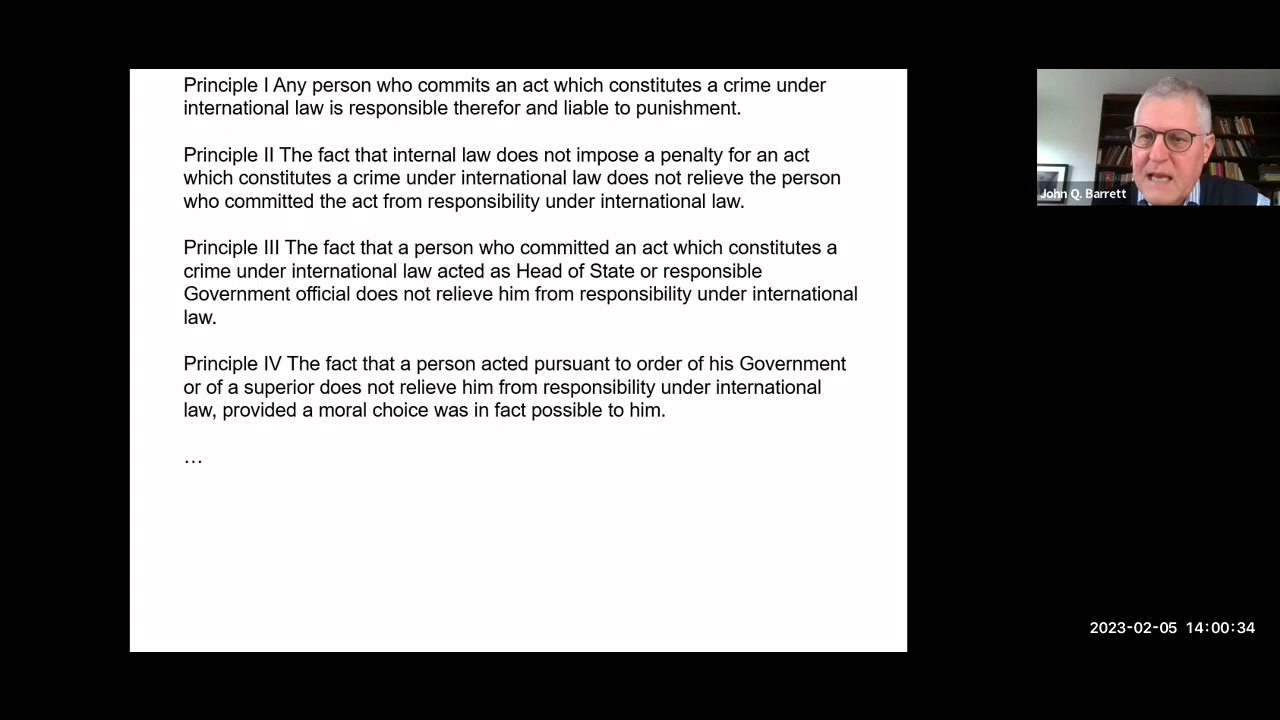 Principle I Any person who commits an act which constitutes a crime under
international law is responsible therefor and liable to punishment.
Principle II The fact that internal law does not impose a penalty for an act
which constitutes a crime under international law does not relieve the person
who committed the act from responsibility under international law.
Principle III The fact that a person who committed an act which constitutes a
crime under international law acted as Head of State or responsible
Government official does not relieve him from responsibility under international
law.
Principle IV The fact that a person acted pursuant to order of his Government
or of a superior does not relieve him from responsibility under international
law, provided a moral choice was in fact possible to him.
…
John Q. Barrett
2023-02-05 14:00:34